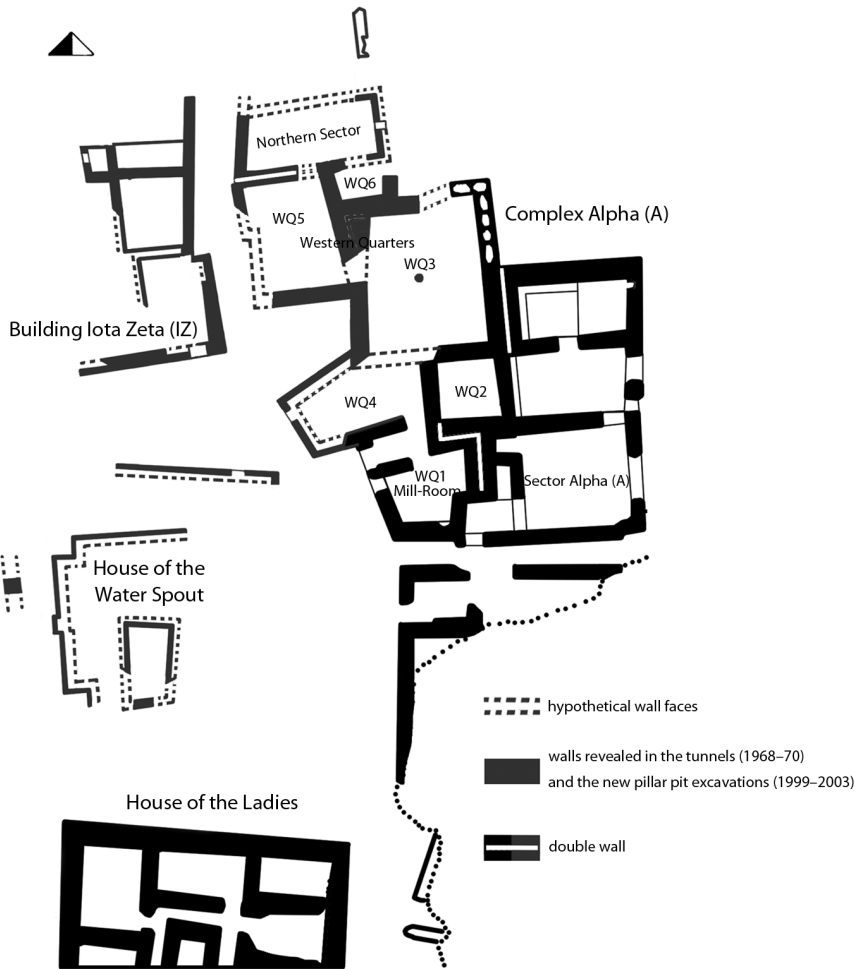 Northern Sector
WQ6
WQ5
Complex Alpha (A)
Western Quarters
WQ3
Building Iota Zeta (IZ)
WQ2
WQ4
WQ1
Mill-Room
Sector Alpha (A)
House of the
Water Spout
hypothetical wall faces
walls revealed in the tunnels (1968–70)
and the new pillar pit excavations (1999–2003)
House of the Ladies
double wall